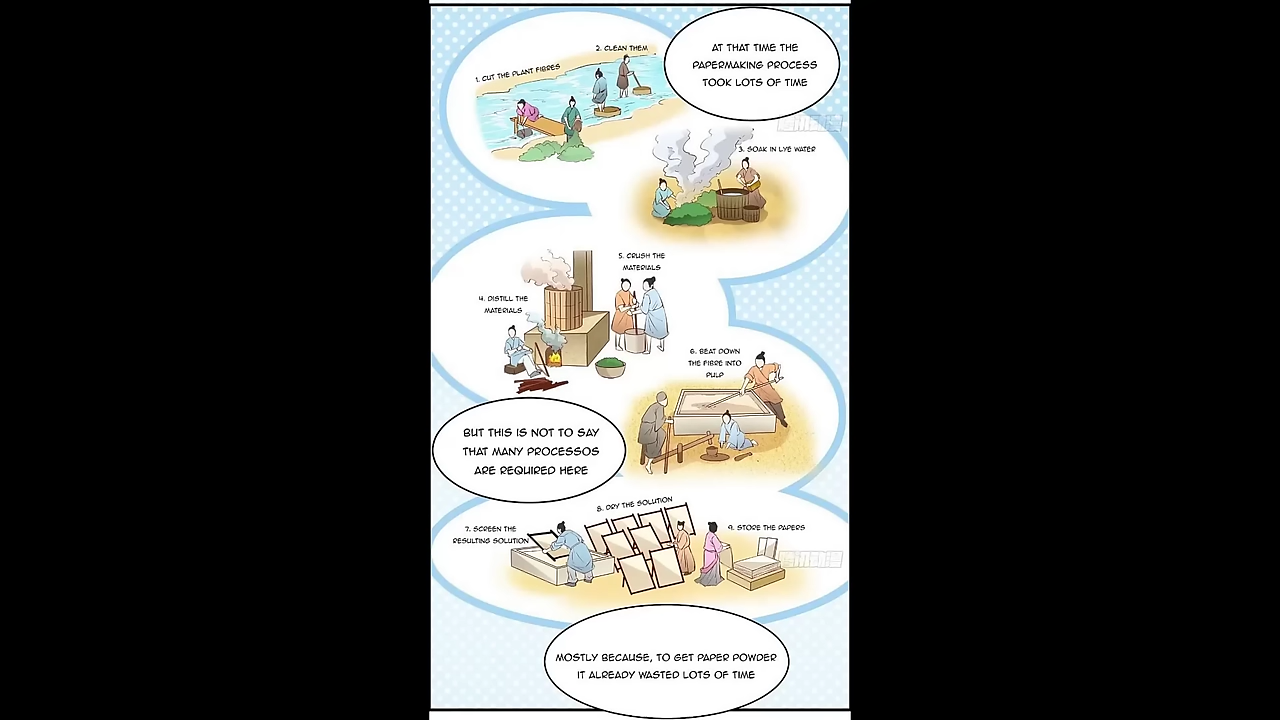 AT THAT TIME THE
PAPERMAKING PROCESS
TOOK LOTS OF TIME
1. CUT THE PLANT FIBRES
2. CLEAN THEM
3. SOAK IN LYE WATER
4. DISTILL THE
MATERIALS
5. CRUSH THE
MATERIALS
6. BEAT DOWN
THE FIBRE INTO
PULP
BUT THIS IS NOT TO SAY
THAT MANY PROCESSOS
ARE REQUIRED HERE
7. SCREEN THE
RESULTING SOLUTION
8. DRY THE SOLUTION
9. STORE THE PAPERS
MOSTLY BECAUSE, TO GET PAPER POWDER
IT ALREADY WASTED LOTS OF TIME